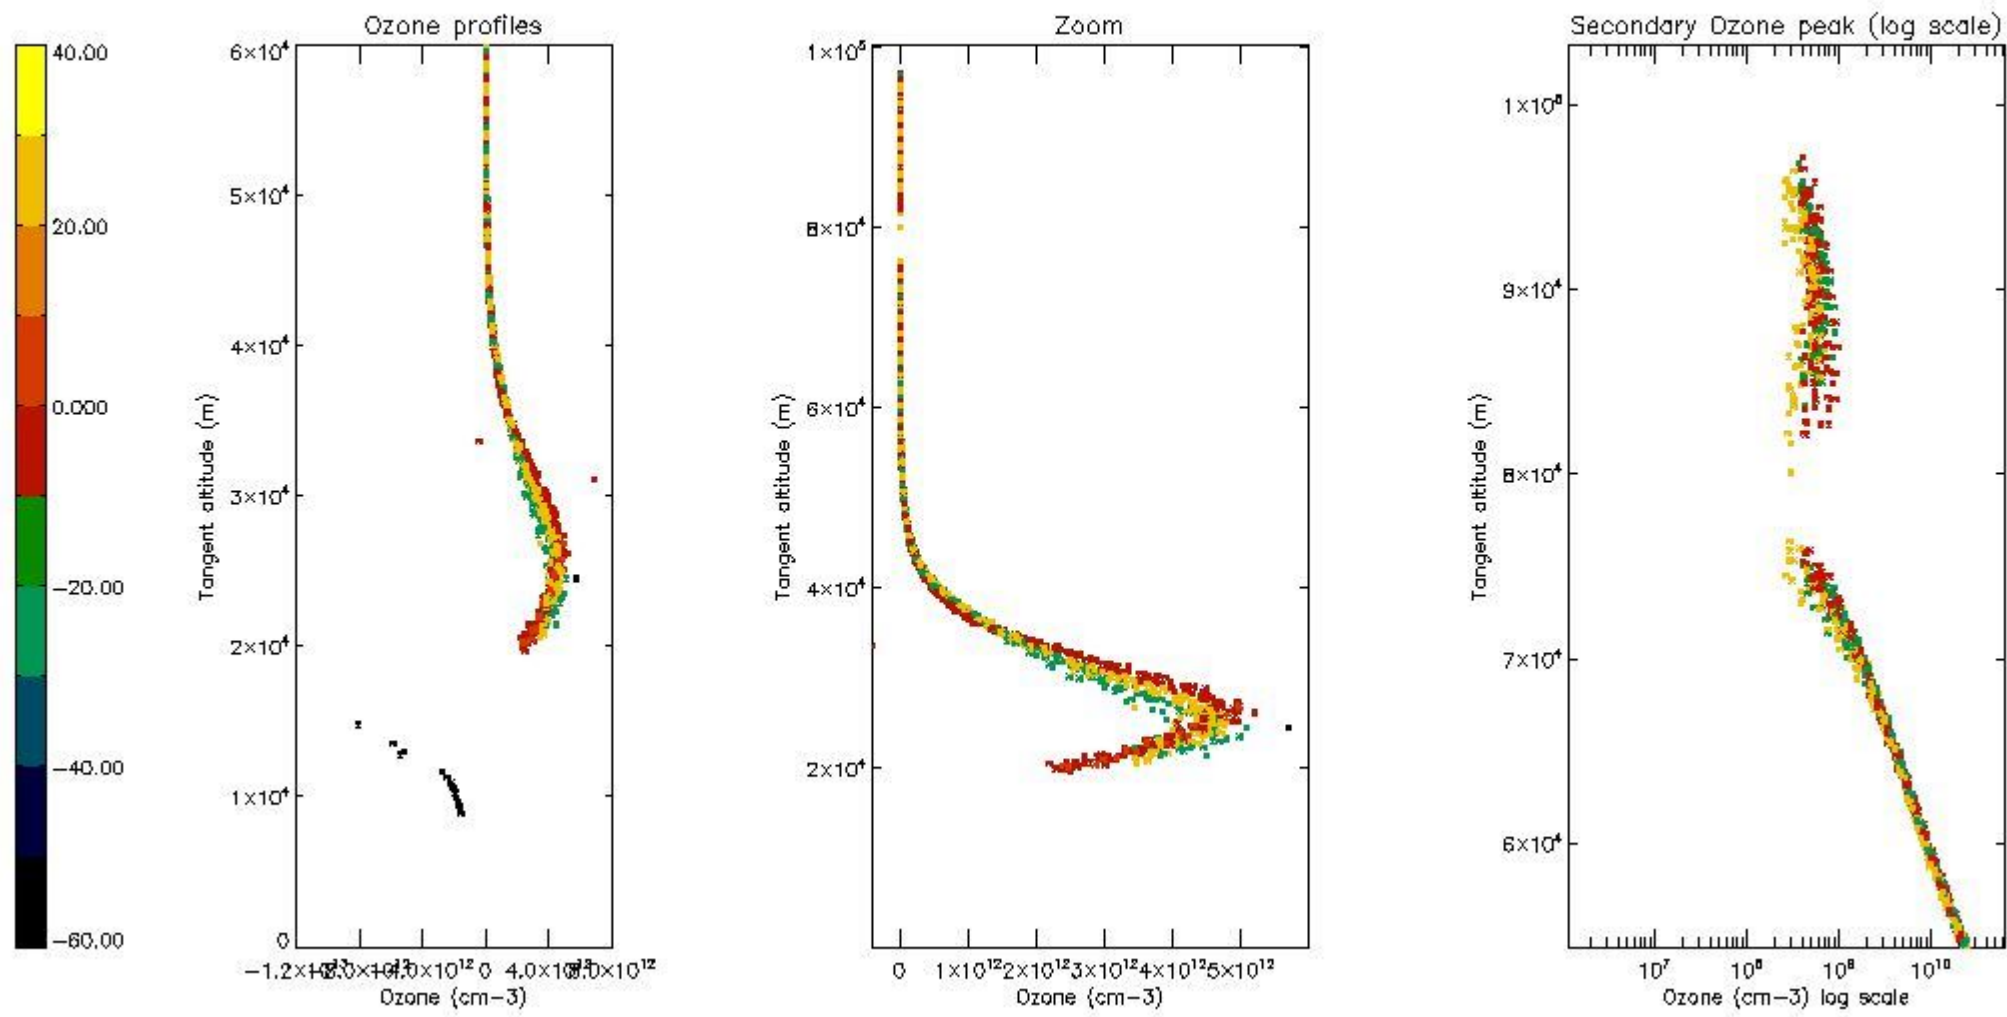 Ozone profiles
Zoom
Secondary Ozone peak (log scale)
40.00
20.00
0.000
−20.00
−40.00
−60.00
6×10⁴
5×10⁴
4×10⁴
3×10⁴
2×10⁴
1×10⁴
0
Tangent altitude (m)
0
Ozone (cm−3)
1×10⁵
8×10⁴
6×10⁴
4×10⁴
2×10⁴
Tangent altitude (m)
0 1×10¹² 2×10¹² 3×10¹² 4×10¹² 5×10¹²
Ozone (cm−3)
9×10⁴
8×10⁴
7×10⁴
6×10⁴
Tangent altitude (m)
10⁷ 10⁸ 10⁹ 10¹⁰
Ozone (cm−3) log scale